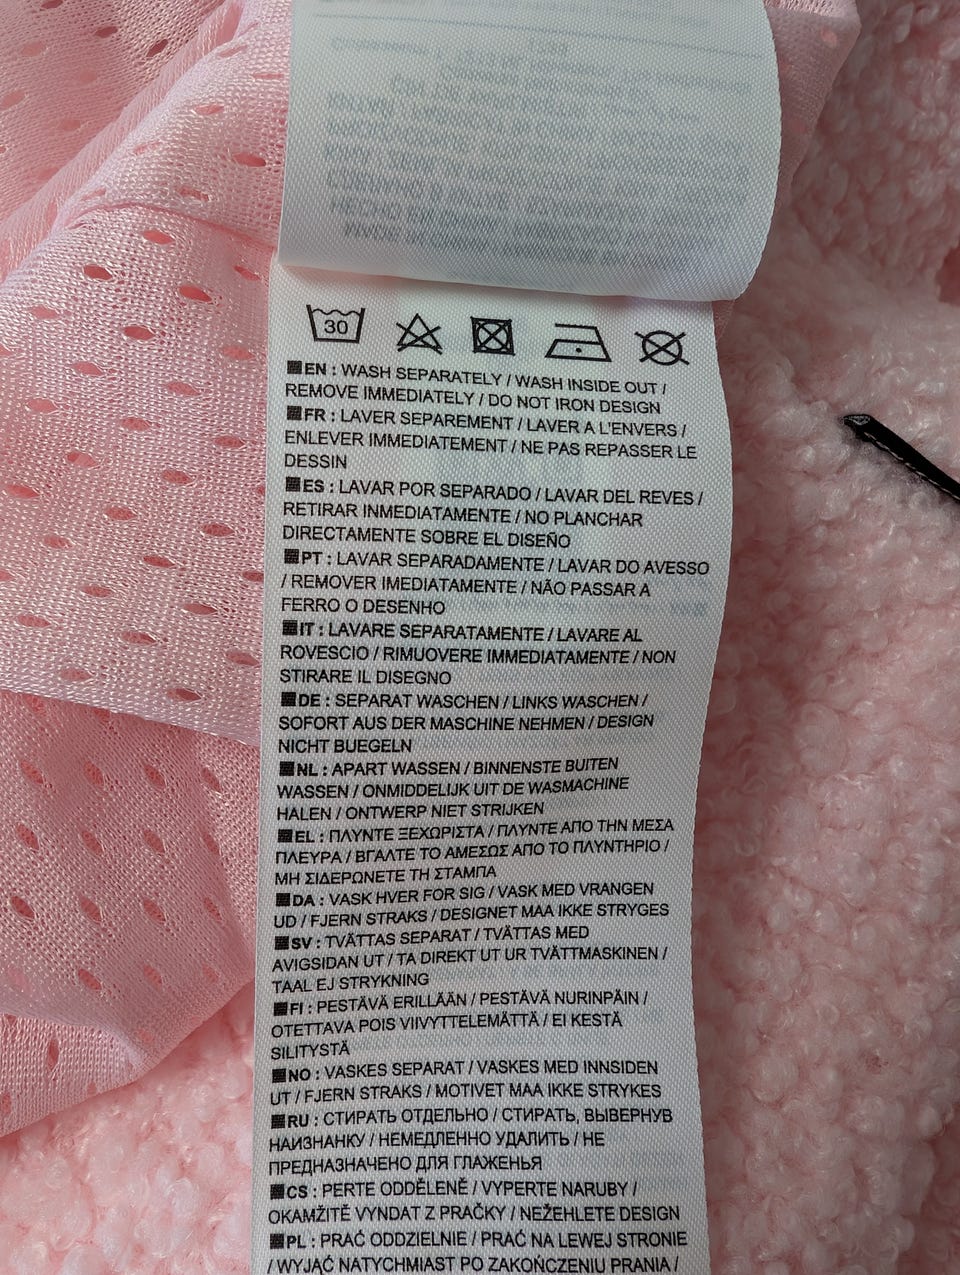 30
EN : WASH SEPARATELY / WASH INSIDE OUT /
REMOVE IMMEDIATELY / DO NOT IRON DESIGN
FR : LAVER SEPAREMENT / LAVER A L'ENVERS /
ENLEVER IMMEDIATEMENT / NE PAS REPASSER LE
DESSIN
ES : LAVAR POR SEPARADO / LAVAR DEL REVES /
RETIRAR INMEDIATAMENTE / NO PLANCHAR
DIRECTAMENTE SOBRE EL DISEÑO
PT : LAVAR SEPARADAMENTE / LAVAR DO AVESSO
/ REMOVER IMEDIATAMENTE / NÃO PASSAR A
FERRO O DESENHO
IT : LAVARE SEPARATAMENTE / LAVARE AL
ROVESCIO / RIMUOVERE IMMEDIATAMENTE / NON
STIRARE IL DISEGNO
DE : SEPARAT WASCHEN / LINKS WASCHEN /
SOFORT AUS DER MASCHINE NEHMEN / DESIGN
NICHT BUEGELN
NL : APART WASSEN / BINNENSTE BUITEN
WASSEN / ONMIDDELIJK UIT DE WASMACHINE
HALEN / ONTWERP NIET STRIJKEN
EL : ΠΛΥΝΤΕ ΞΕΧΩΡΙΣΤΑ / ΠΛΥΝΤΕ ΑΠΟ ΤΗΝ ΜΕΣΑ
ΠΛΕΥΡΑ / ΒΓΑΛΤΕ ΤΟ ΑΜΕΣΩΣ ΑΠΟ ΤΟ ΠΛΥΝΤΗΡΙΟ /
ΜΗ ΣΙΔΕΡΩΝΕΤΕ ΤΗ ΣΤΑΜΠΑ
DA : VASK HVER FOR SIG / VASK MED VRANGEN
UD / FJERN STRAKS / DESIGNET MAA IKKE STRYGES
SV : TVÄTTAS SEPARAT / TVÄTTAS MED
AVIGSIDAN UT / TA DIREKT UT UR TVÄTTMASKINEN /
TAAL EJ STRYKNING
FI : PESTÄVÄ ERILLÄÄN / PESTÄVÄ NURINPÄIN /
OTETTAVA POIS VIIVYTTELEMÄTTÄ / EI KESTÄ
SILITYSTÄ
NO : VASKES SEPARAT / VASKES MED INNSIDEN
UT / FJERN STRAKS / MOTIVET MAA IKKE STRYKES
RU : СТИРАТЬ ОТДЕЛЬНО / СТИРАТЬ, ВЫВЕРНУВ
НАИЗНАНКУ / НЕМЕДЛЕННО УДАЛИТЬ / НЕ
ПРЕДНАЗНАЧЕНО ДЛЯ ГЛАЖЕНЬЯ
CS : PERTE ODDĚLENĚ / VYPERTE NARUBY /
OKAMŽITĚ VYNDAT Z PRAČKY / NEŽEHLETE DESIGN
PL : PRAĆ ODDZIELNIE / PRAĆ NA LEWEJ STRONIE
/ WYJĄĆ NATYCHMIAST PO ZAKOŃCZENIU PRANIA /